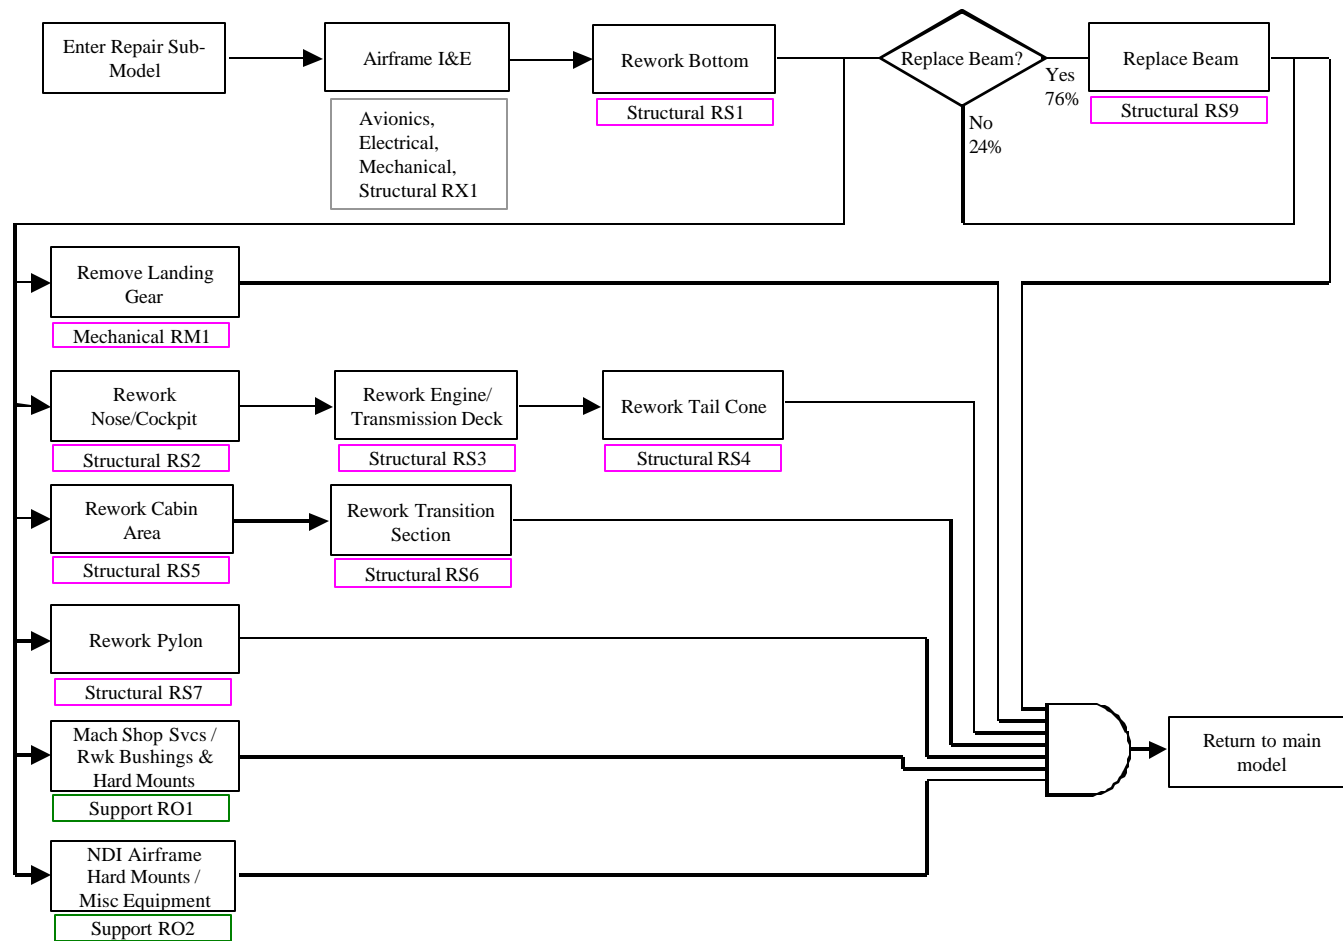 Enter Repair Sub-
Model
Airframe I&E
Avionics,
Electrical,
Mechanical,
Structural RX1
Rework Bottom
Structural RS1
Replace Beam?
Yes
76%
No
24%
Replace Beam
Structural RS9
Remove Landing
Gear
Mechanical RM1
Rework
Nose/Cockpit
Structural RS2
Rework Engine/
Transmission Deck
Structural RS3
Rework Tail Cone
Structural RS4
Rework Cabin
Area
Structural RS5
Rework Transition
Section
Structural RS6
Rework Pylon
Structural RS7
Mach Shop Svcs /
Rwk Bushings &
Hard Mounts
Support RO1
NDI Airframe
Hard Mounts /
Misc Equipment
Support RO2
Return to main
model